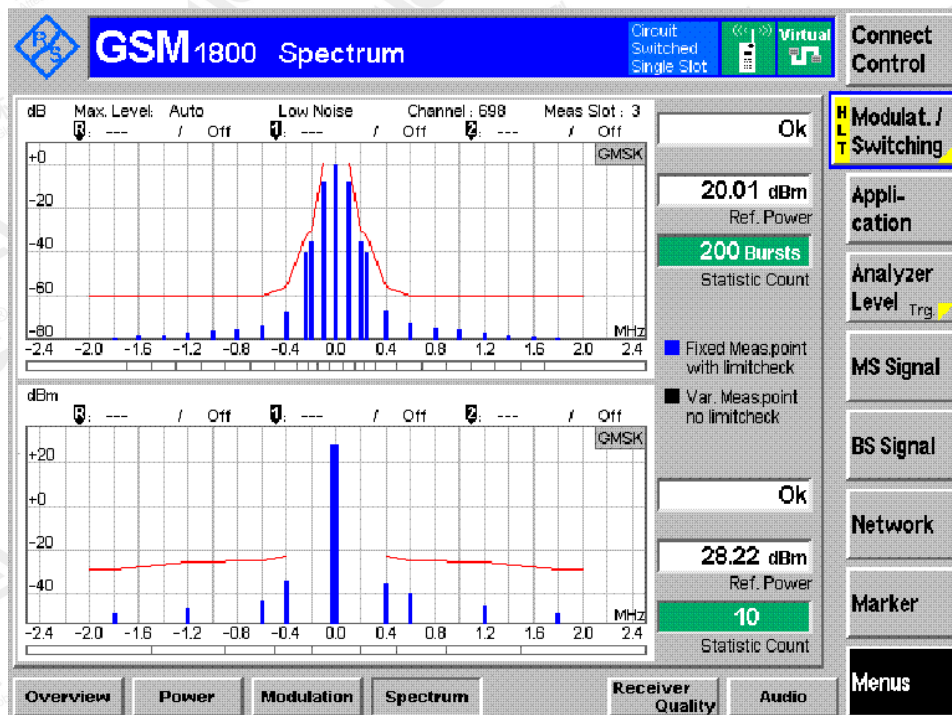 R/S
GSM 1800 Spectrum
Circuit Switched Single Slot
Virtual
Connect Control
dB Max. Level: Auto Low Noise Channel : 698 Meas Slot : 3
R: --- / Off 1: --- / Off 2: --- / Off
GMSK
+0
-20
-40
-60
-80
MHz
-2.4 -2.0 -1.6 -1.2 -0.8 -0.4 0.0 0.4 0.8 1.2 1.6 2.0 2.4
Ok
20.01 dBm
Ref. Power
200 Bursts
Statistic Count
Fixed Meas.point
with limitcheck
Var. Meas.point
no limitcheck
dBm
R: --- / Off 1: --- / Off 2: --- / Off
GMSK
+20
+0
-20
-40
MHz
-2.4 -2.0 -1.6 -1.2 -0.8 -0.4 0.0 0.4 0.8 1.2 1.6 2.0 2.4
Ok
28.22 dBm
Ref. Power
10
Statistic Count
HLT
Modulat. / Switching
Appli-
cation
Analyzer
Level Trg.
MS Signal
BS Signal
Network
Marker
Menus
Overview Power Modulation Spectrum Receiver Quality Audio